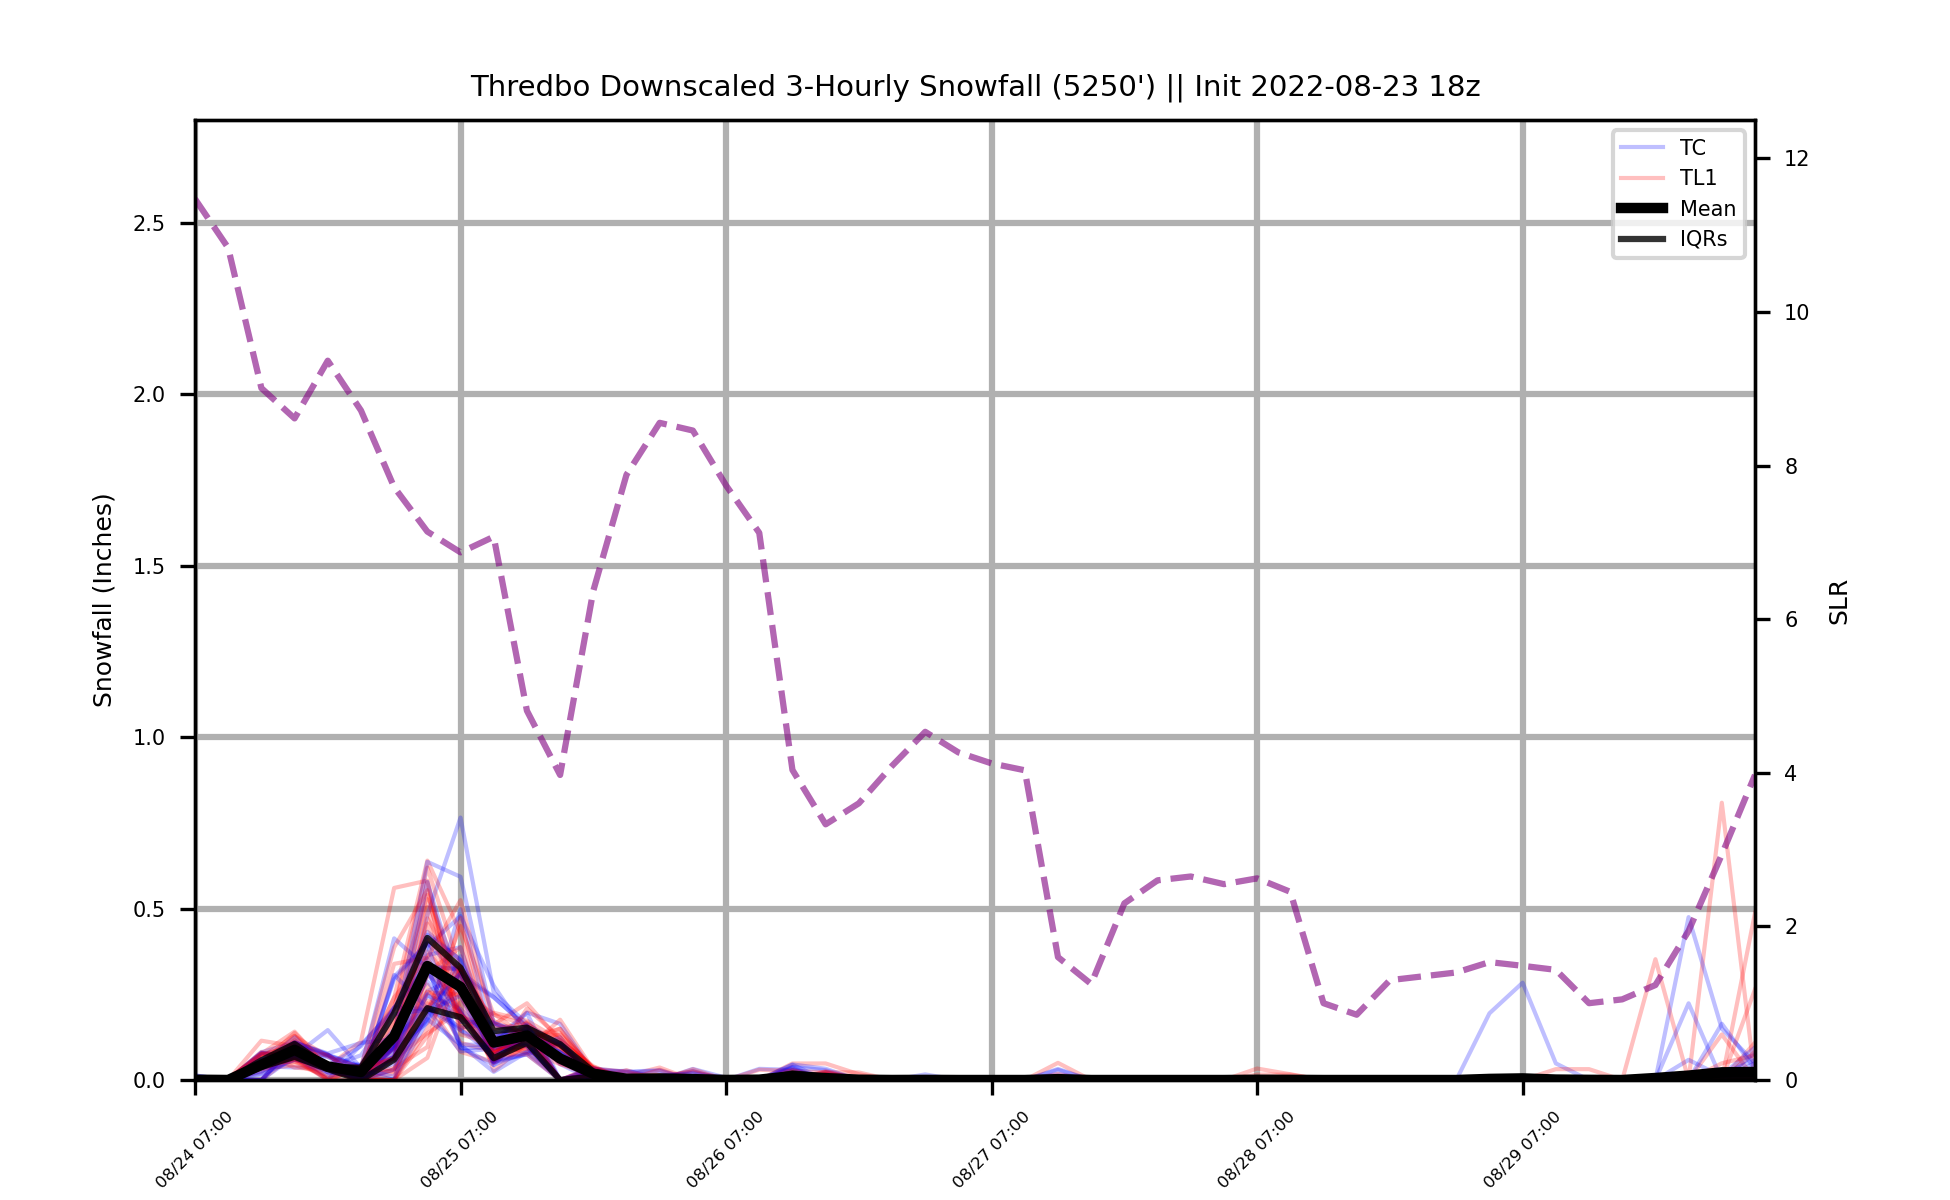 Thredbo Downscaled 3-Hourly Snowfall (5250') || Init 2022-08-23 18z
TC
TL1
Mean
IQRs
2.5
2.0
1.5
1.0
0.5
0.0
Snowfall (Inches)
12
10
8
6
4
2
0
SLR
08/24 07:00
08/25 07:00
08/26 07:00
08/27 07:00
08/28 07:00
08/29 07:00